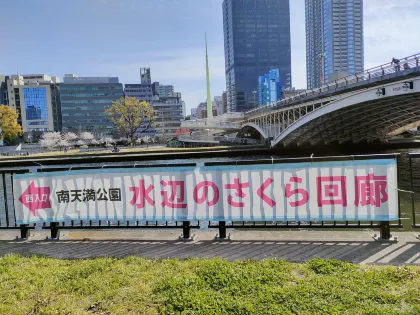 西入口 南天満公園 水辺のさくら回廊